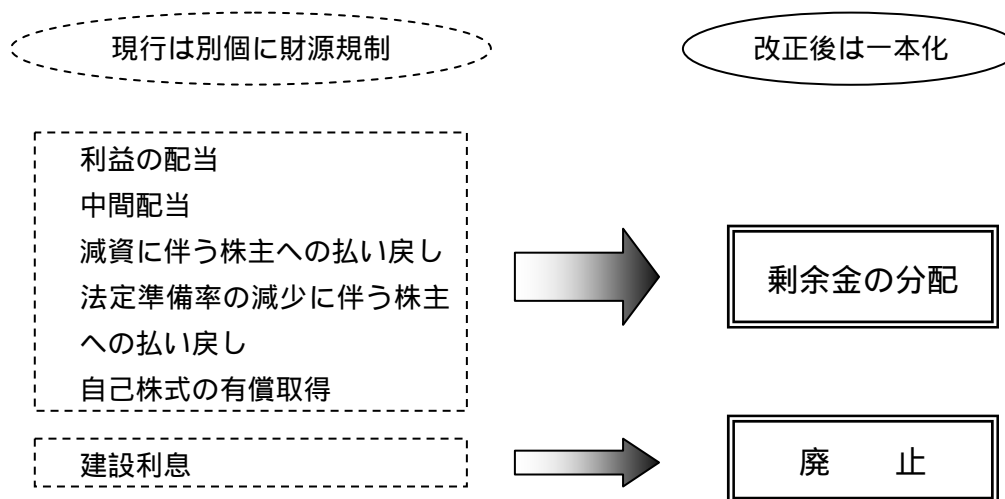 現行は別個に財源規制
改正後は一本化
利益の配当
中間配当
減資に伴う株主への払い戻し
法定準備率の減少に伴う株主
への払い戻し
自己株式の有償取得
剰余金の分配
建設利息
廃　　止